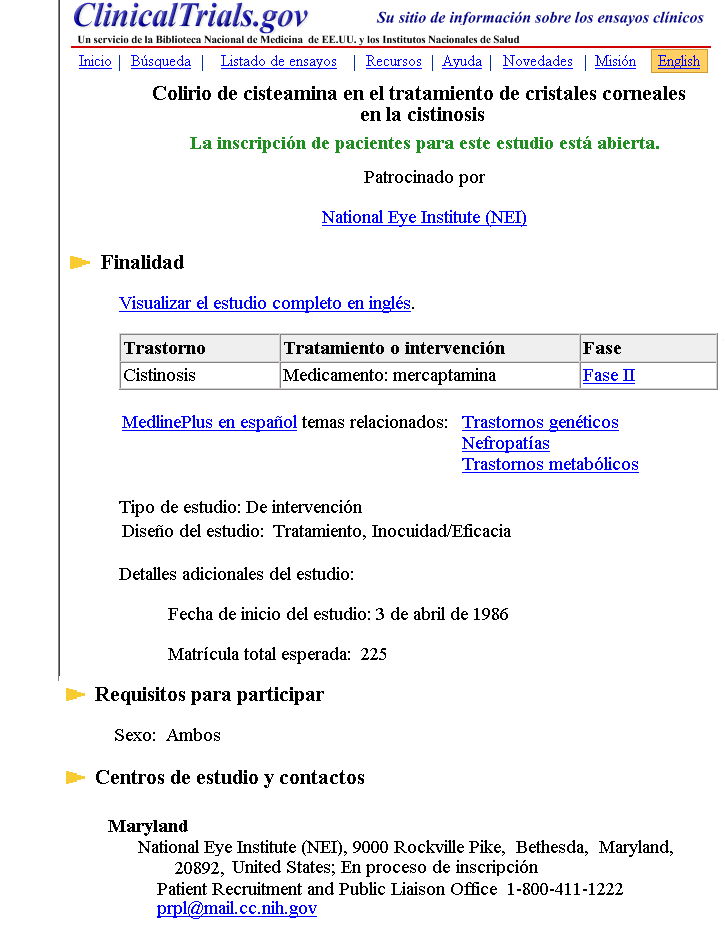 ClinicalTrials.gov Su sitio de información sobre los ensayos clínicos
Un servicio de la Biblioteca Nacional de Medicina de EE.UU. y los Institutos Nacionales de Salud
Inicio | Búsqueda | Listado de ensayos | Recursos | Ayuda | Novedades | Misión English
Colirio de cisteamina en el tratamiento de cristales corneales
en la cistinosis
La inscripción de pacientes para este estudio está abierta.
Patrocinado por
National Eye Institute (NEI)
Finalidad
Visualizar el estudio completo en inglés.
Trastorno Tratamiento o intervención Fase
Cistinosis Medicamento: mercaptamina Fase II
MedlinePlus en español temas relacionados: Trastornos genéticos
Nefropatías
Trastornos metabólicos
Tipo de estudio: De intervención
Diseño del estudio: Tratamiento, Inocuidad/Eficacia
Detalles adicionales del estudio:
Fecha de inicio del estudio: 3 de abril de 1986
Matrícula total esperada: 225
Requisitos para participar
Sexo: Ambos
Centros de estudio y contactos
Maryland
National Eye Institute (NEI), 9000 Rockville Pike, Bethesda, Maryland,
20892, United States; En proceso de inscripción
Patient Recruitment and Public Liaison Office 1-800-411-1222
prpl@mail.cc.nih.gov